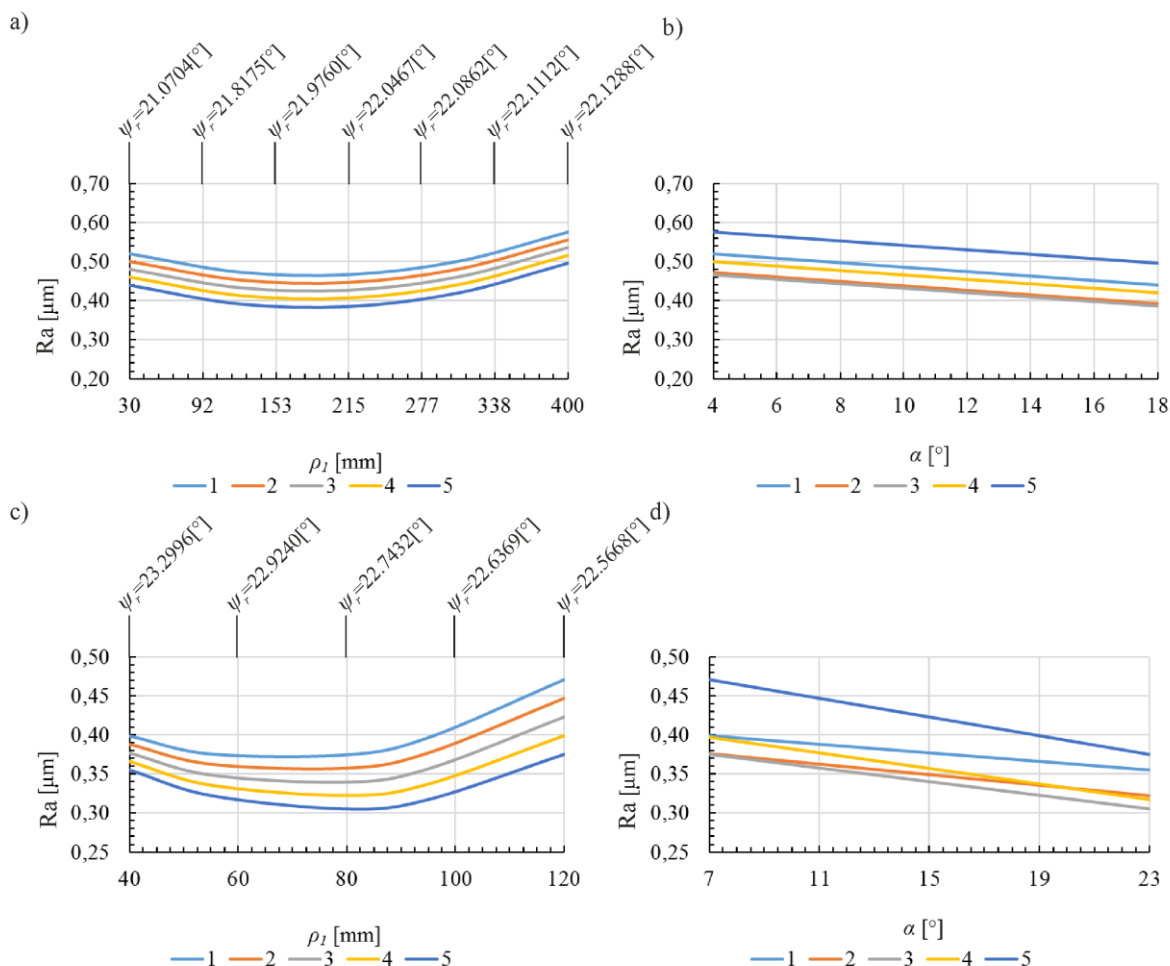 a)
ψr=21.0704[°]
ψr=21.8175[°]
ψr=21.9760[°]
ψr=22.0467[°]
ψr=22.0862[°]
ψr=22.1112[°]
ψr=22.1288[°]
Ra [µm]
0,70
0,60
0,50
0,40
0,30
0,20
30 92 153 215 277 338 400
ρ1 [mm]
1 2 3 4 5
b)
Ra [µm]
0,70
0,60
0,50
0,40
0,30
0,20
4 6 8 10 12 14 16 18
α [°]
1 2 3 4 5
c)
ψr=23.2996[°]
ψr=22.9240[°]
ψr=22.7432[°]
ψr=22.6369[°]
ψr=22.5668[°]
Ra [µm]
0,50
0,45
0,40
0,35
0,30
0,25
40 60 80 100 120
ρ1 [mm]
1 2 3 4 5
d)
Ra [µm]
0,50
0,45
0,40
0,35
0,30
0,25
7 11 15 19 23
α [°]
1 2 3 4 5